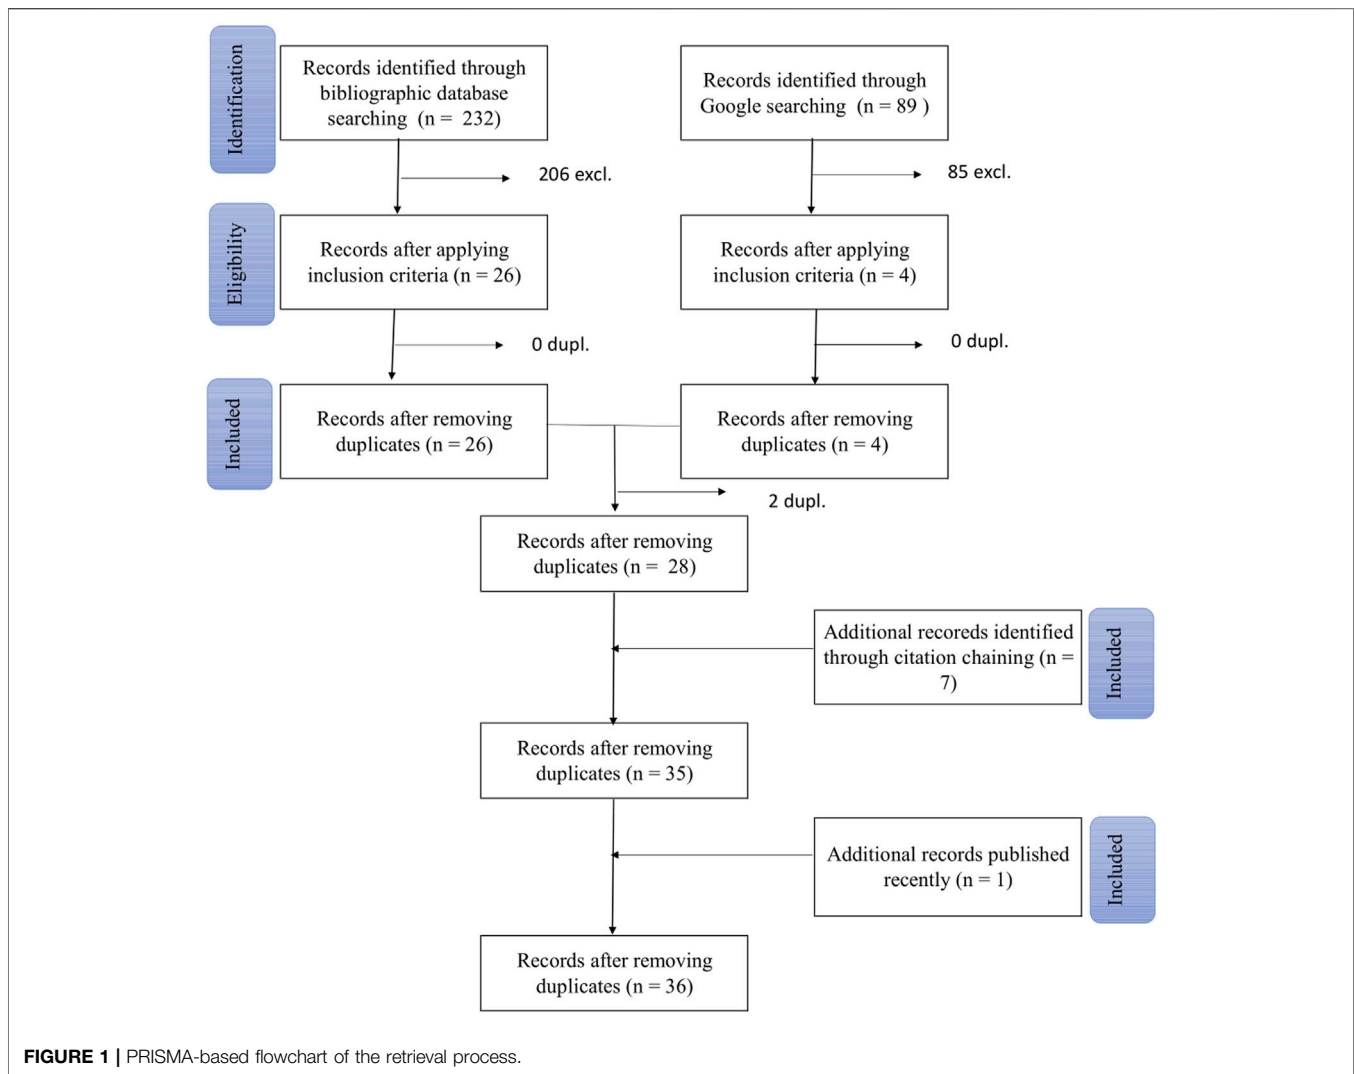 Identification
Records identified through
bibliographic database
searching (n = 232)
Records identified through
Google searching (n = 89 )
206 excl.
85 excl.
Eligibility
Records after applying
inclusion criteria (n = 26)
Records after applying
inclusion criteria (n = 4)
0 dupl.
0 dupl.
Included
Records after removing
duplicates (n = 26)
Records after removing
duplicates (n = 4)
2 dupl.
Records after removing
duplicates (n = 28)
Additional recoreds identified
through citation chaining (n =
7)
Included
Records after removing
duplicates (n = 35)
Additional records published
recently (n = 1)
Included
Records after removing
duplicates (n = 36)
FIGURE 1 | PRISMA-based flowchart of the retrieval process.